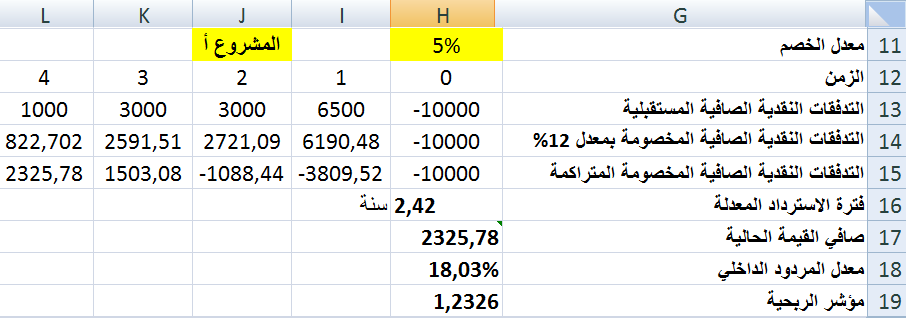 G H I J K L
11 معدل الخصم 5% المشروع أ
12 الزمن 0 1 2 3 4
13 التدفقات النقدية الصافية المستقبلية -10000 6500 3000 3000 1000
14 التدفقات النقدية الصافية المخصومة بمعدل 12% -10000 6190,48 2721,09 2591,51 822,702
15 التدفقات النقدية الصافية المخصومة المتراكمة -10000 -3809,52 -1088,44 1503,08 2325,78
16 فترة الاسترداد المعدلة 2,42 سنة
17 صافي القيمة الحالية 2325,78
18 معدل المردود الداخلي 18,03%
19 مؤشر الربحية 1,2326